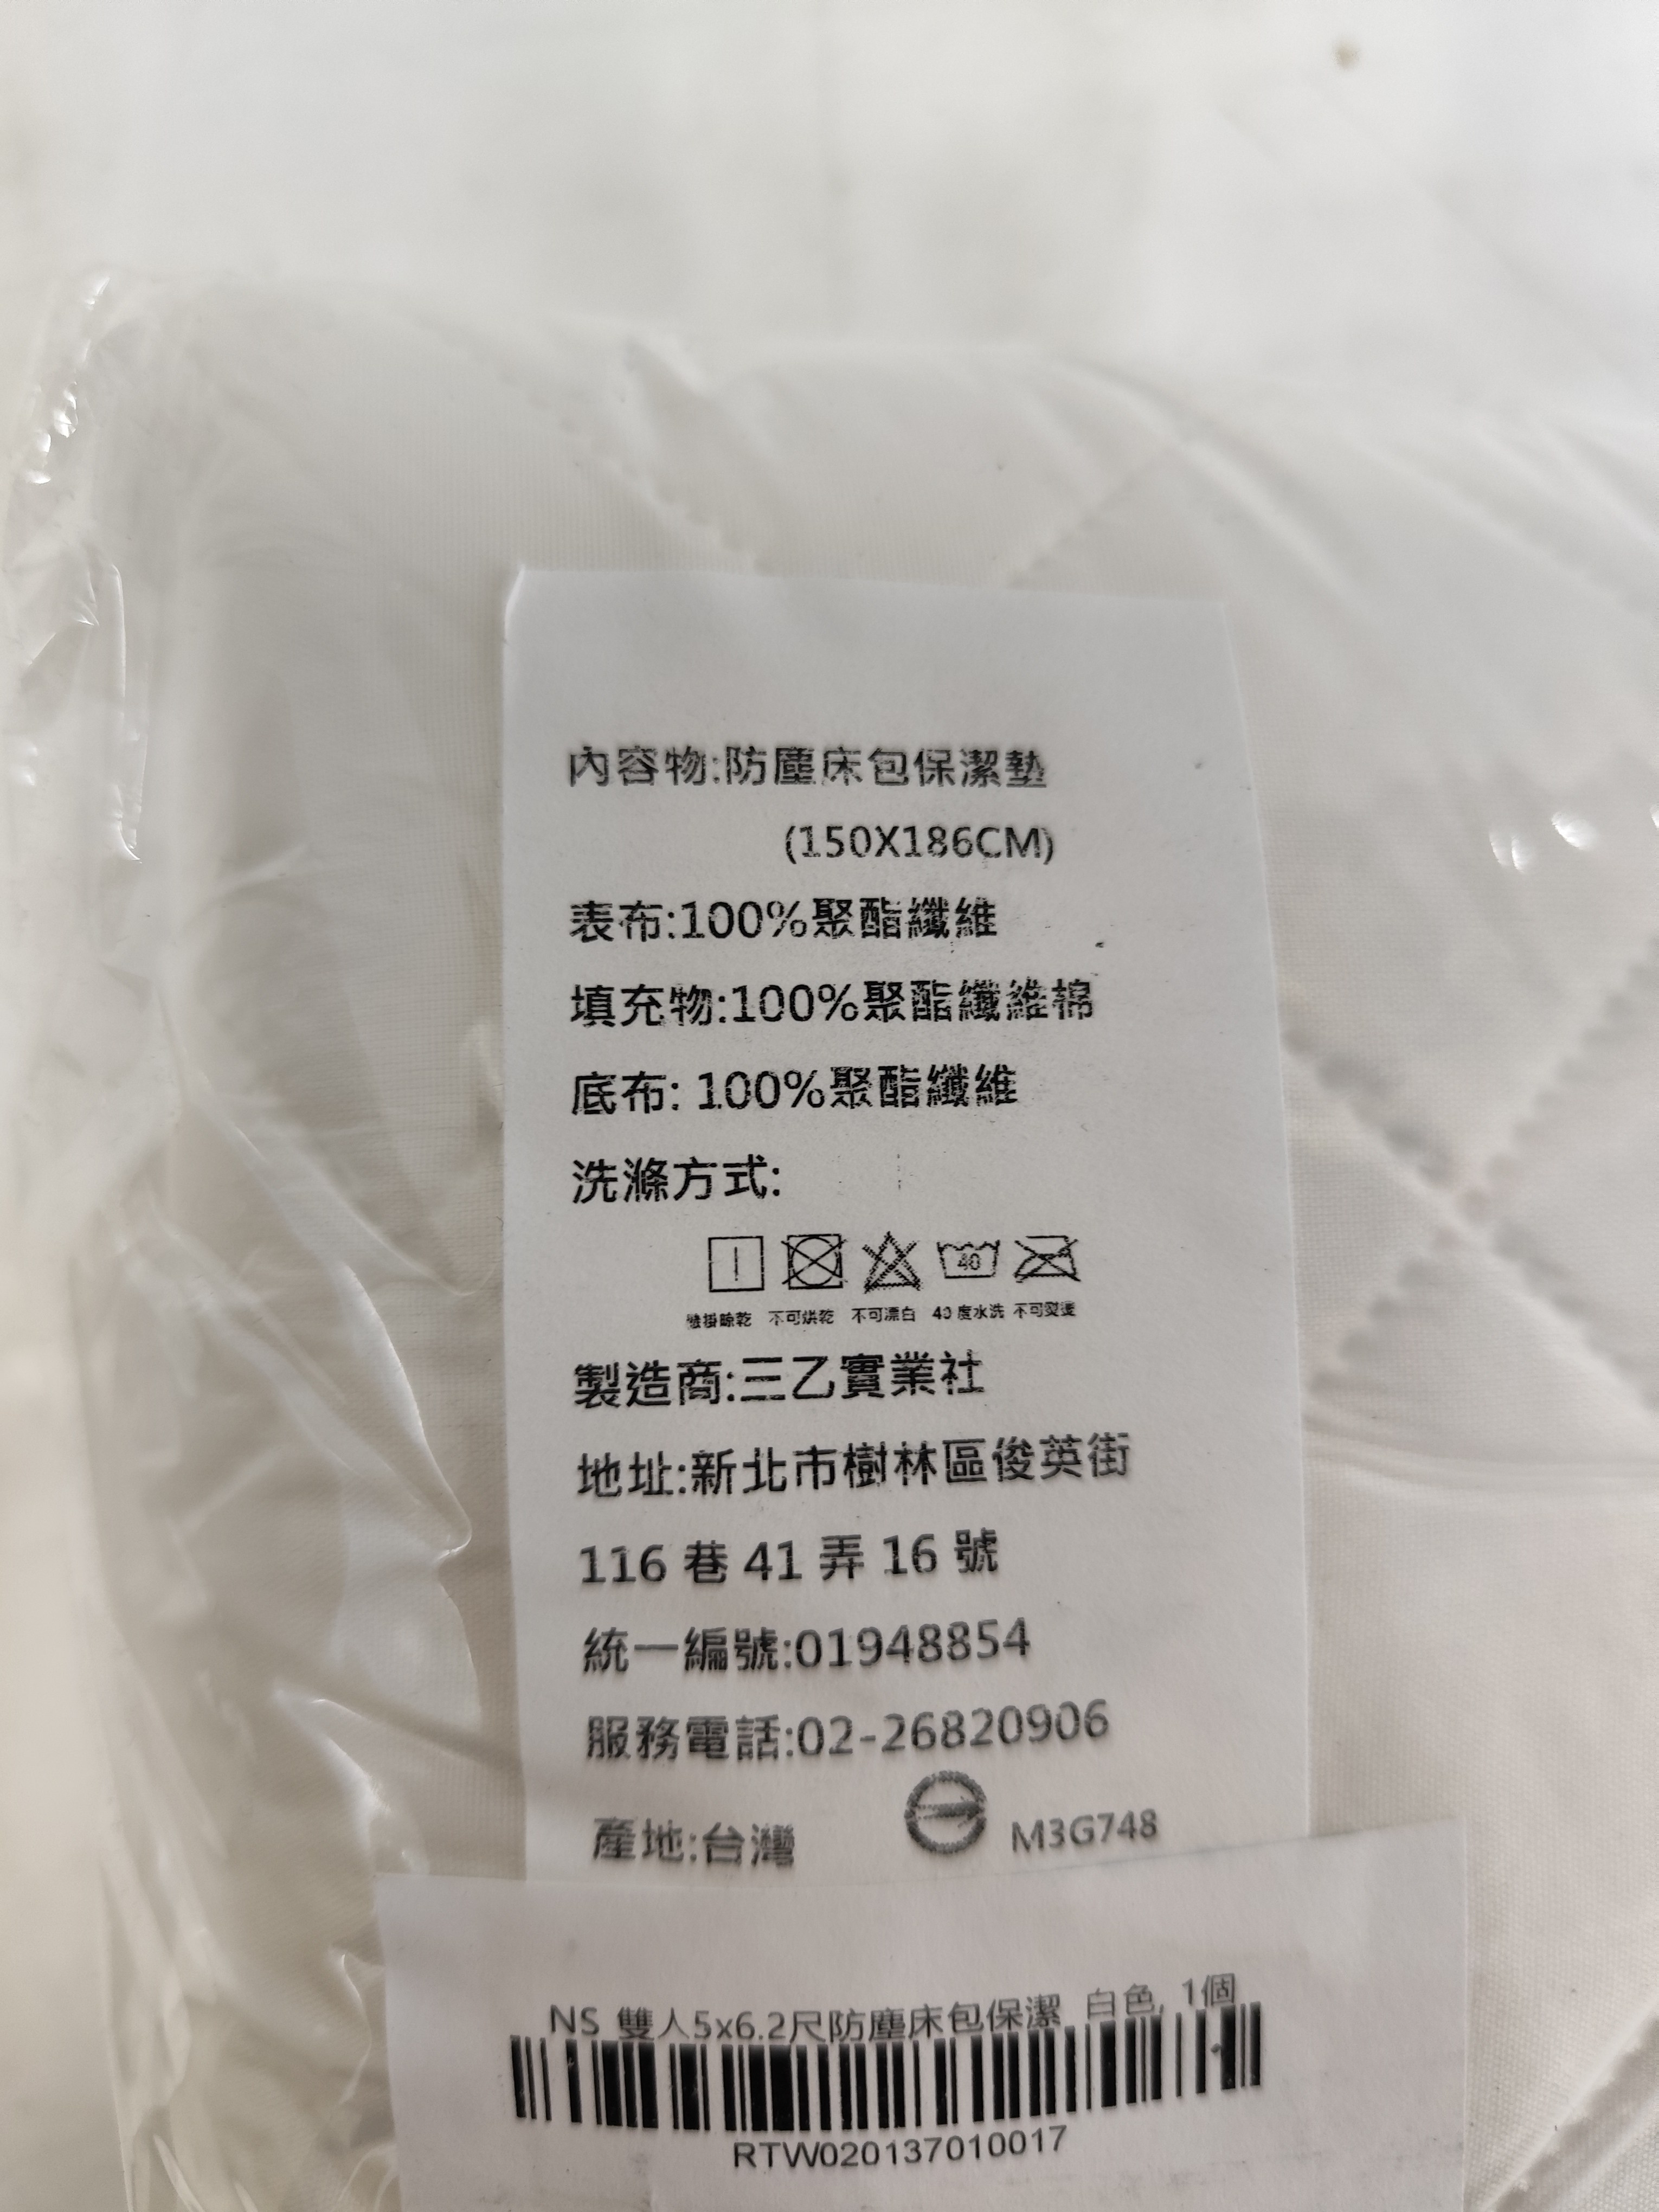 內容物:防塵床包保潔墊
(150X186CM)
表布:100%聚酯纖維
填充物:100%聚酯纖維棉
底布: 100%聚酯纖維
洗滌方式:
40
懸掛晾乾 不可烘乾 不可漂白 40 度水洗 不可熨燙
製造商:三乙實業社
地址:新北市樹林區俊英街
116 巷 41 弄 16 號
統一編號:01948854
服務電話:02-26820906
產地:台灣 M3G748
NS 雙人5x6.2尺防塵床包保潔 白色, 1個
RTW020137010017